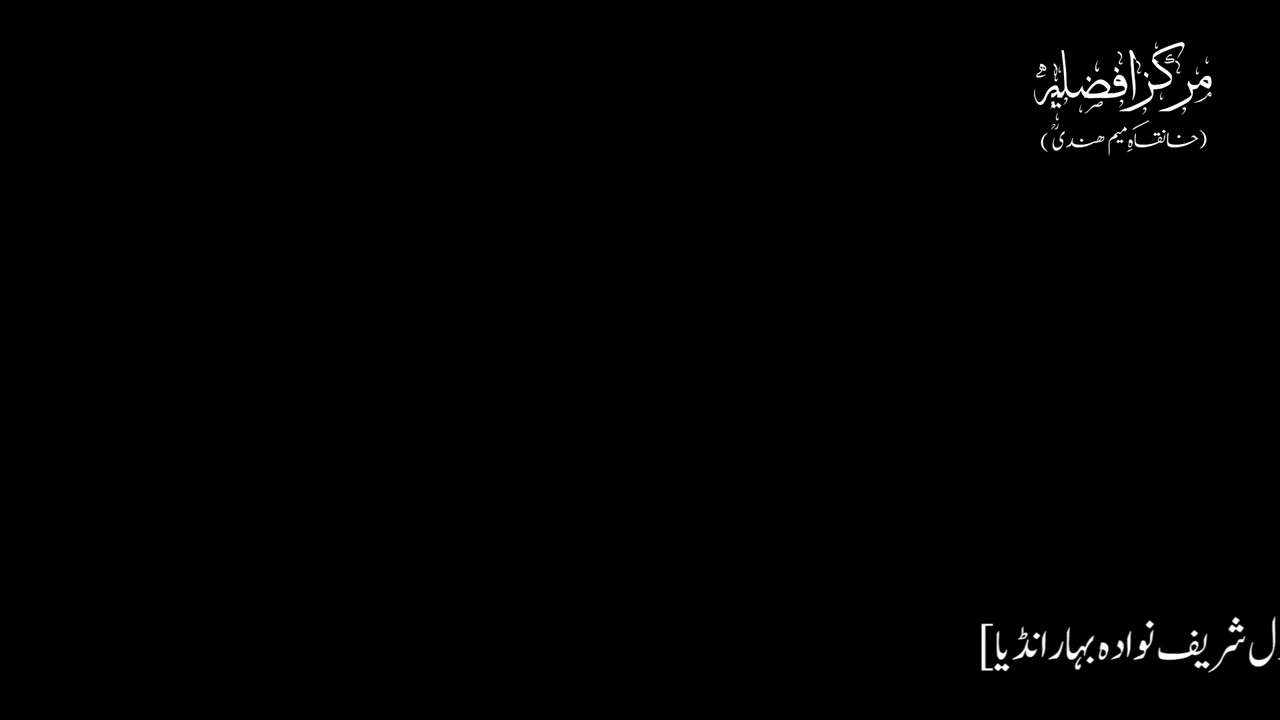 مرکز افضلیہ
(خانقاہِ میم ھندیؒ)
شریف نوادہ بہار انڈیا]